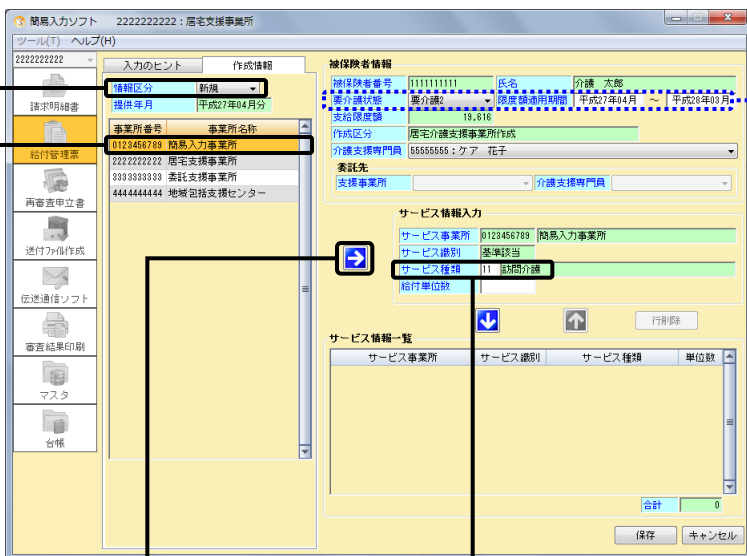 簡易入力ソフト 2222222222：居宅支援事業所
ツール(T) ヘルプ(H)
2222222222
請求明細書
給付管理票
再審査申立書
送付ファイル作成
伝送通信ソフト
審査結果印刷
マスタ
台帳
入力のヒント 作成情報
情報区分 新規
提供年月 平成27年04月分
事業所番号 事業所名称
0123456789 簡易入力事業所
2222222222 居宅支援事業所
3333333333 委託支援事業所
4444444444 地域包括支援センター
被保険者情報
被保険者番号 1111111111 氏名 介護 太郎
要介護状態 要介護2 限度額適用期間 平成27年04月 ～ 平成28年03月
支給限度額 19,616
作成区分 居宅介護支援事業所作成
介護支援専門員 55555555：ケア 花子
委託先
支援事業所 介護支援専門員
サービス情報入力
サービス事業所 0123456789 簡易入力事業所
サービス識別 基準該当
サービス種類 11 訪問介護
給付単位数
行削除
サービス情報一覧
サービス事業所 サービス識別 サービス種類 単位数
合計 0
保存 キャンセル